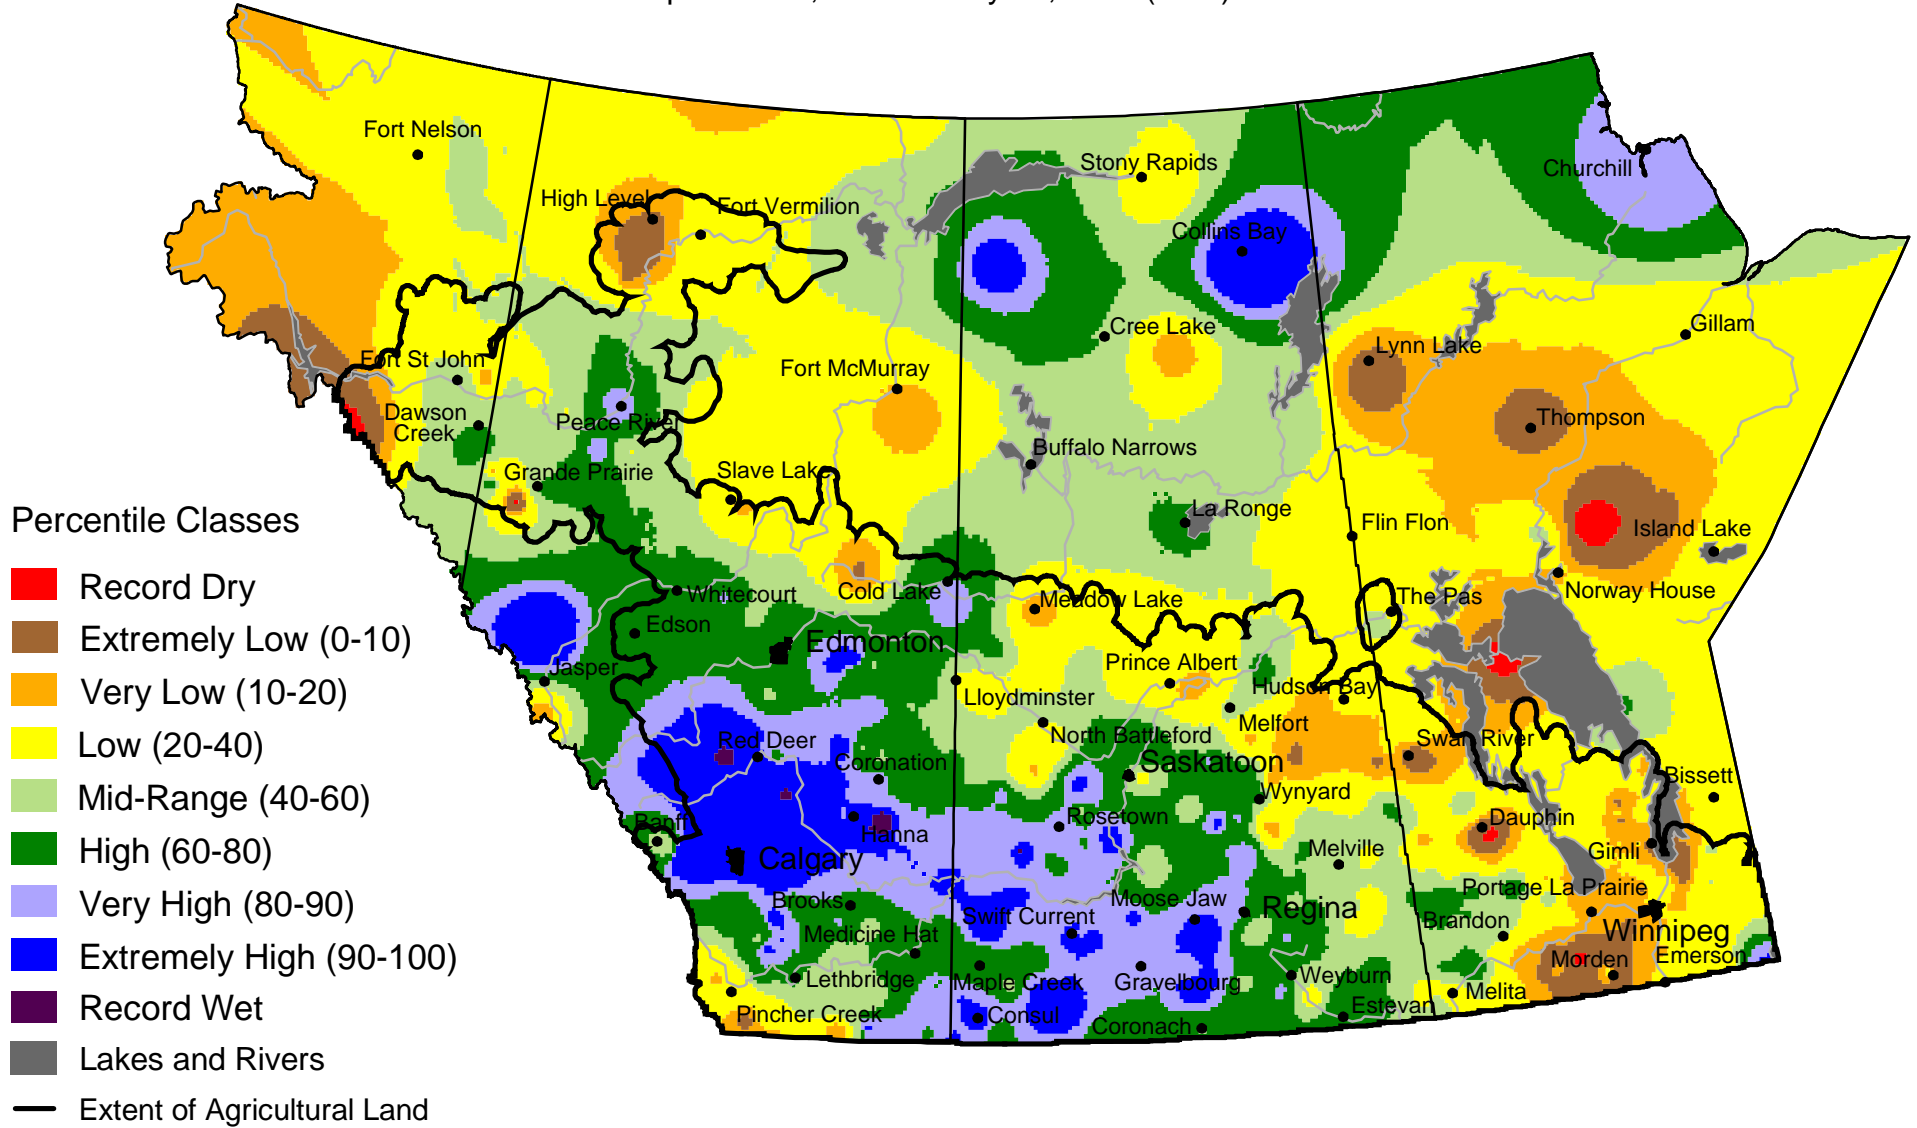 Fort Nelson
High Level
Fort Vermilion
Stony Rapids
Churchill
Collins Bay
Fort St John
Fort McMurray
Cree Lake
Lynn Lake
Gillam
Dawson
Creek
Peace River
Thompson
Grande Prairie
Slave Lake
Buffalo Narrows
La Ronge
Flin Flon
Island Lake
Whitecourt
Cold Lake
Meadow Lake
The Pas
Norway House
Edson
Edmonton
Jasper
Prince Albert
Lloydminster
Hudson Bay
Melfort
Red Deer
North Battleford
Swan River
Coronation
Saskatoon
Bissett
Wynyard
Banff
Hanna
Rosetown
Dauphin
Calgary
Melville
Gimli
Brooks
Moose Jaw
Portage La Prairie
Swift Current
Regina
Brandon
Medicine Hat
Winnipeg
Lethbridge
Maple Creek
Gravelbourg
Weyburn
Morden
Emerson
Pincher Creek
Consul
Coronach
Estevan
Melita
Percentile Classes
Record Dry
Extremely Low (0-10)
Very Low (10-20)
Low (20-40)
Mid-Range (40-60)
High (60-80)
Very High (80-90)
Extremely High (90-100)
Record Wet
Lakes and Rivers
Extent of Agricultural Land